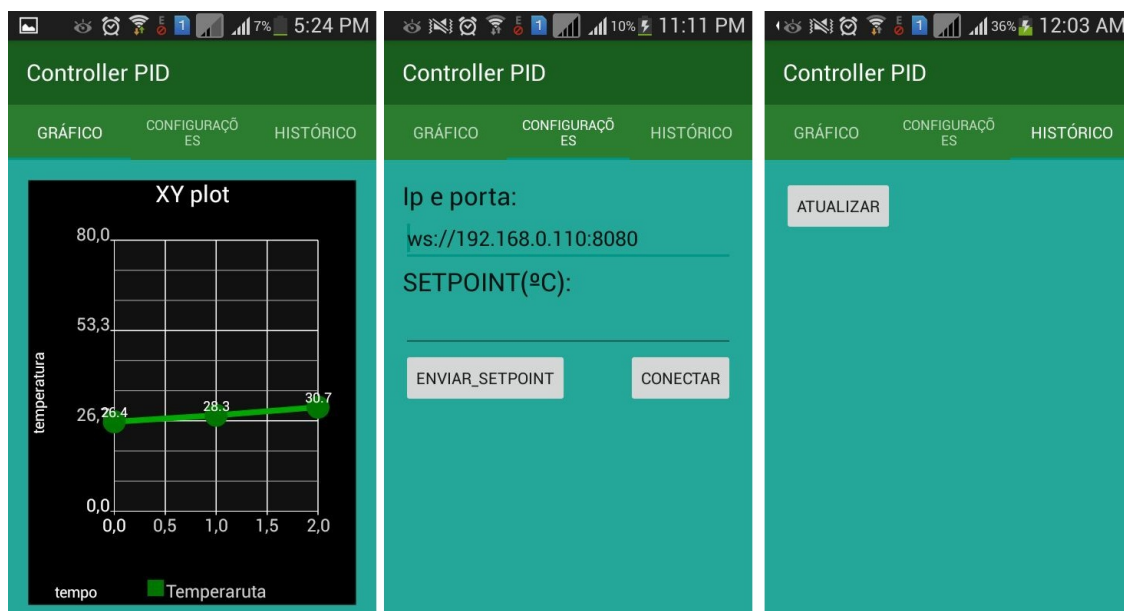 7% 5:24 PM
Controller PID
GRÁFICO
CONFIGURAÇÕ
ES
HISTÓRICO
XY plot
80,0
53,3
26,
0,0
26.4
28.3
30.7
temperatura
0,0 0,5 1,0 1,5 2,0
tempo
Temperaruta
E 1 10% 11:11 PM
Controller PID
GRÁFICO
CONFIGURAÇÕ
ES
HISTÓRICO
Ip e porta:
ws://192.168.0.110:8080
SETPOINT(ºC):
ENVIAR_SETPOINT
CONECTAR
E 1 36% 12:03 AM
Controller PID
GRÁFICO
CONFIGURAÇÕ
ES
HISTÓRICO
ATUALIZAR